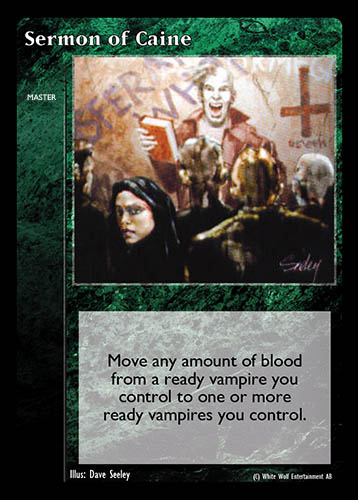 Sermon of Caine
MASTER
Seeley
Move any amount of blood
from a ready vampire you
control to one or more
ready vampires you control.
Illus: Dave Seeley
(C) White Wolf Entertainment AB